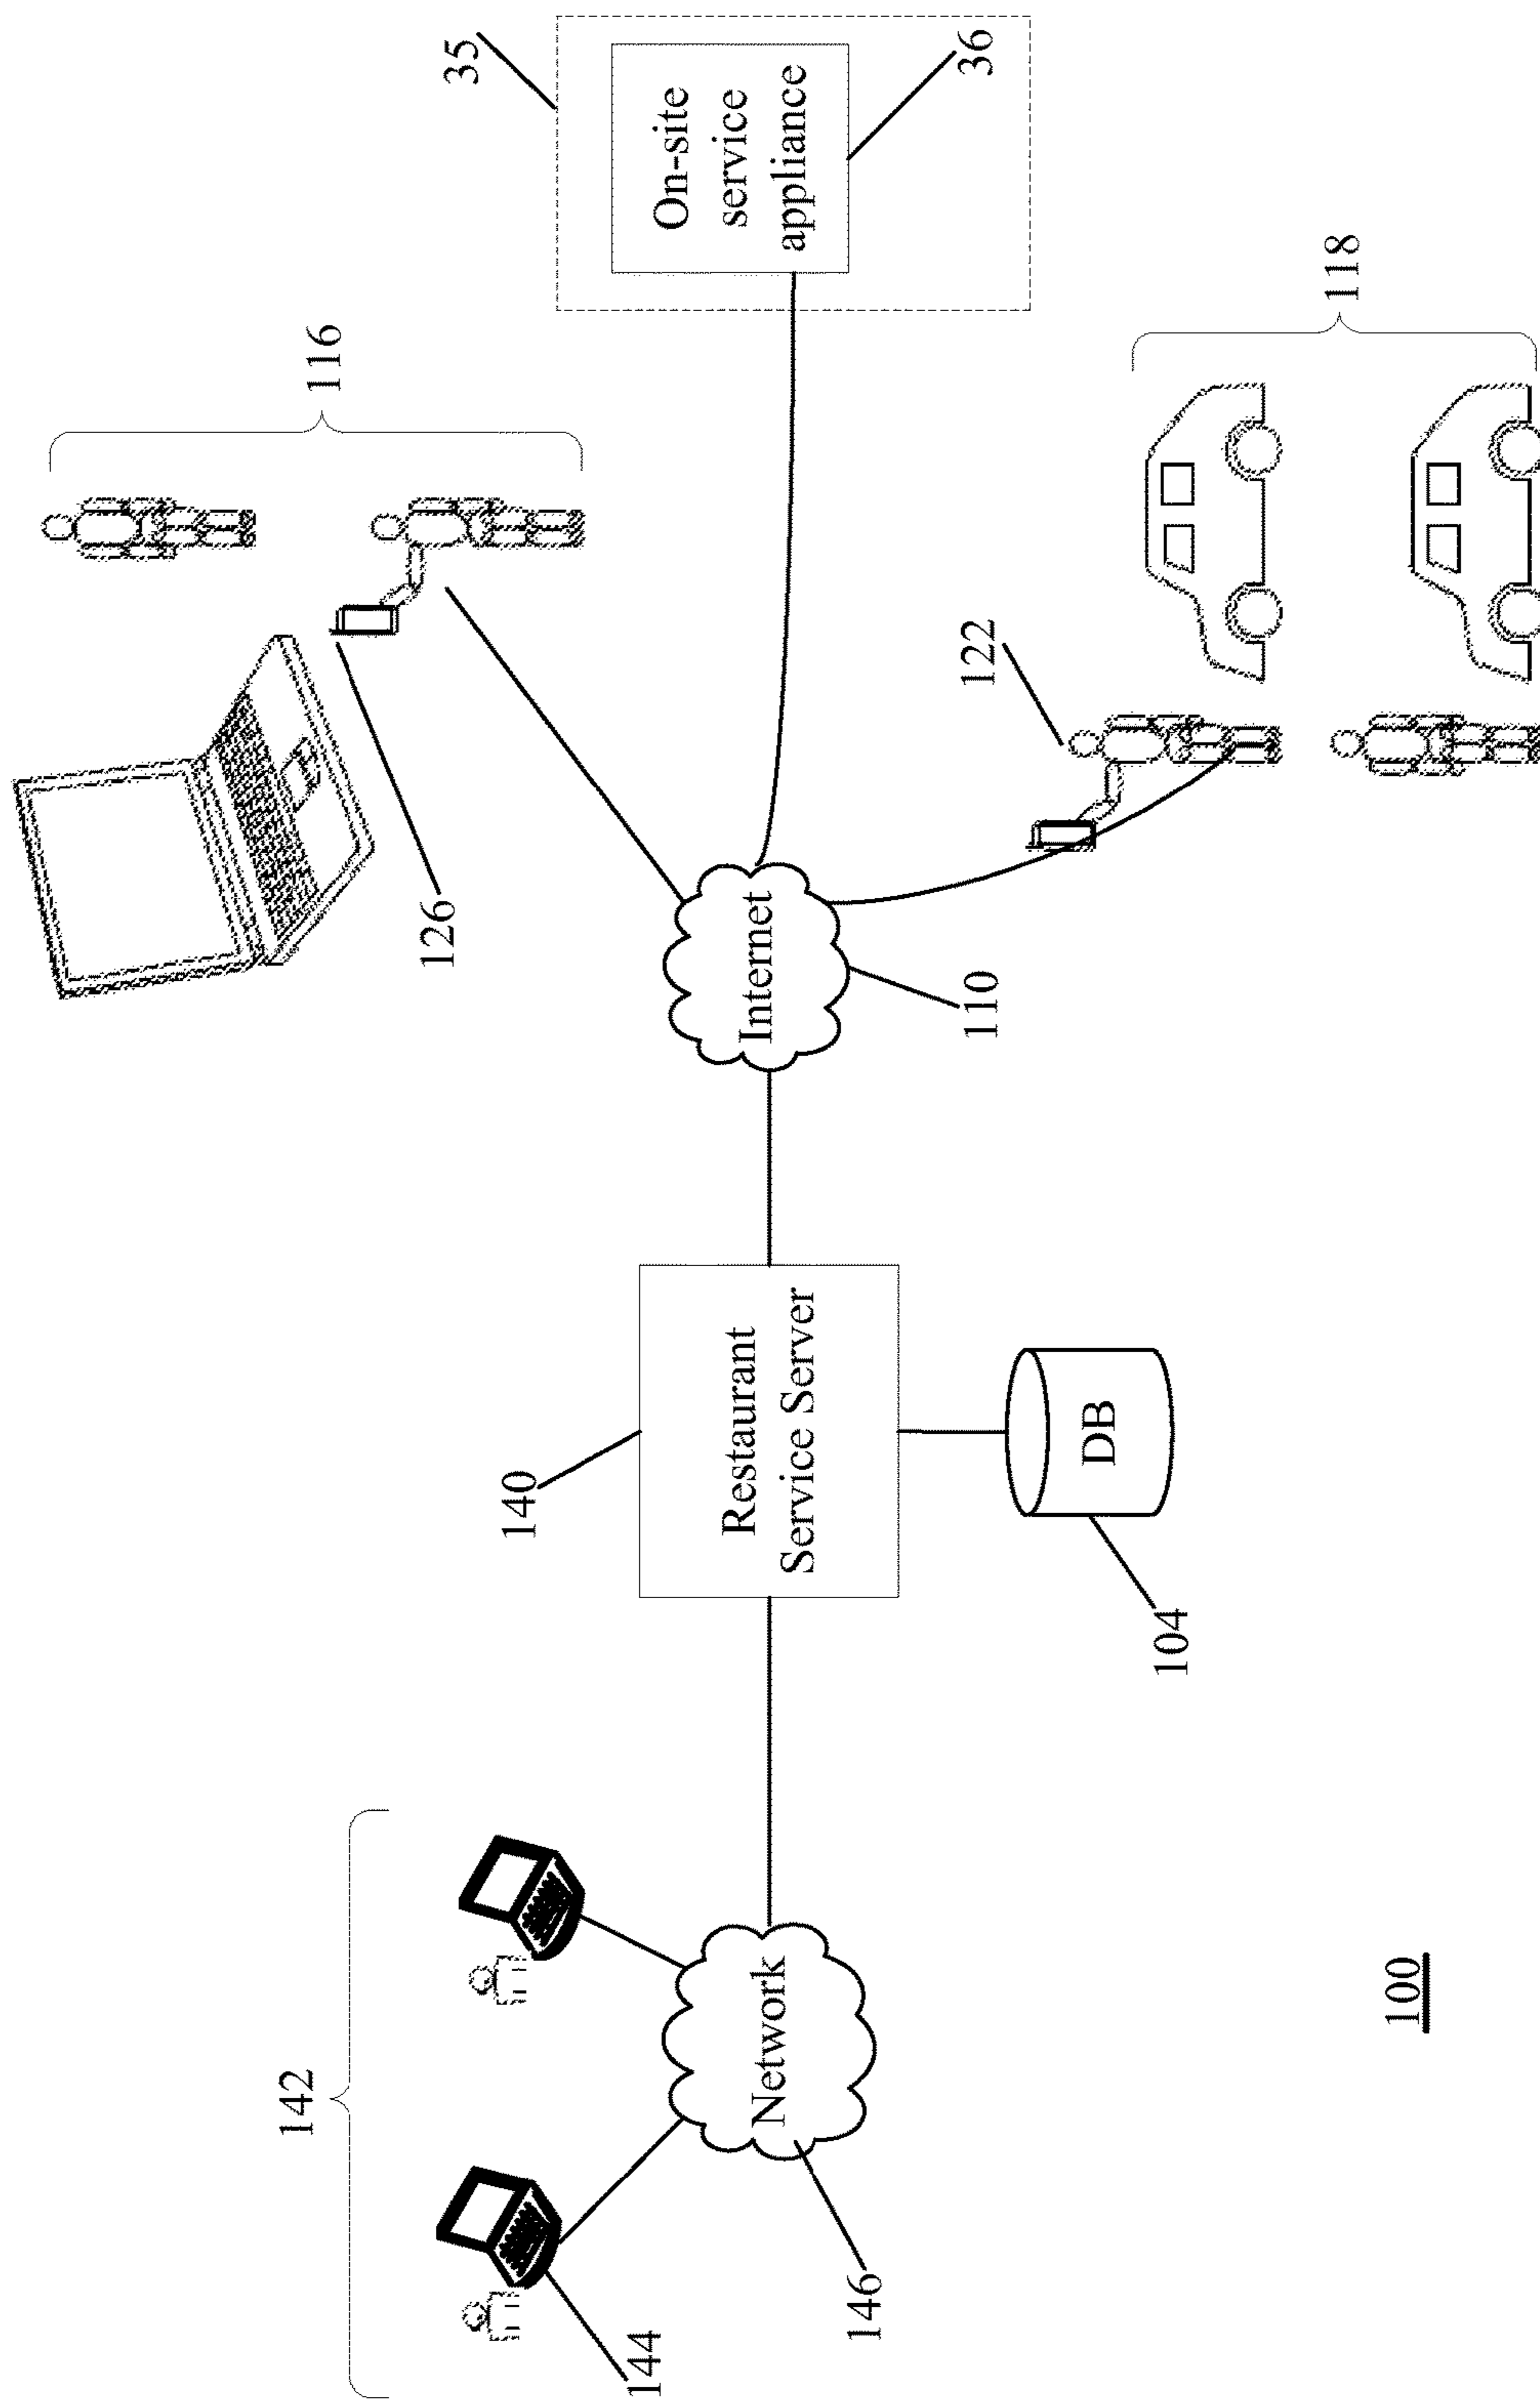 142
144
146
Network
140
Restaurant
Service Server
DB
104
Internet
110
126
116
122
118
35
On-site
service
appliance
36
100